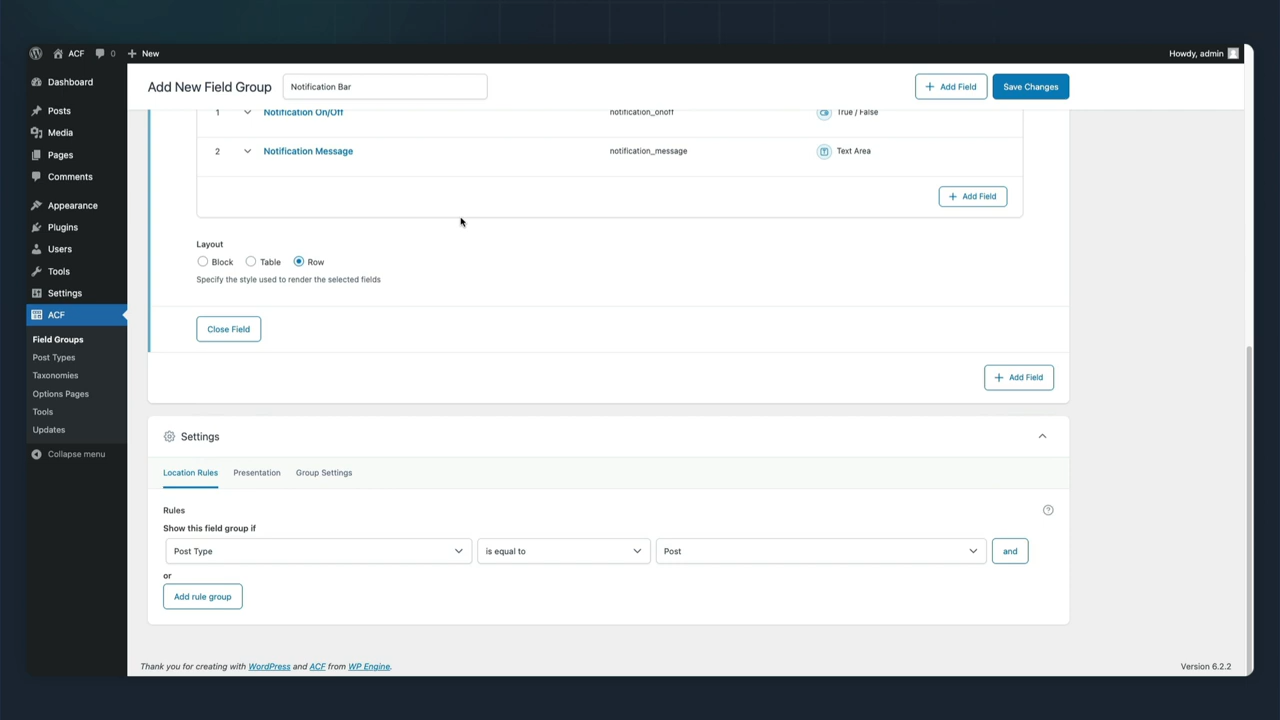 ACF
0
New
Howdy, admin
Dashboard
Posts
Media
Pages
Comments
Appearance
Plugins
Users
Tools
Settings
ACF
Field Groups
Post Types
Taxonomies
Options Pages
Tools
Updates
Collapse menu
Add New Field Group
Notification Bar
+ Add Field
Save Changes
1 Notification On/Off notification_onoff True / False
2 Notification Message notification_message Text Area
+ Add Field
Layout
Block Table Row
Specify the style used to render the selected fields
Close Field
+ Add Field
Settings
Location Rules Presentation Group Settings
Rules
Show this field group if
Post Type is equal to Post and
or
Add rule group
Thank you for creating with WordPress and ACF from WP Engine.
Version 6.2.2